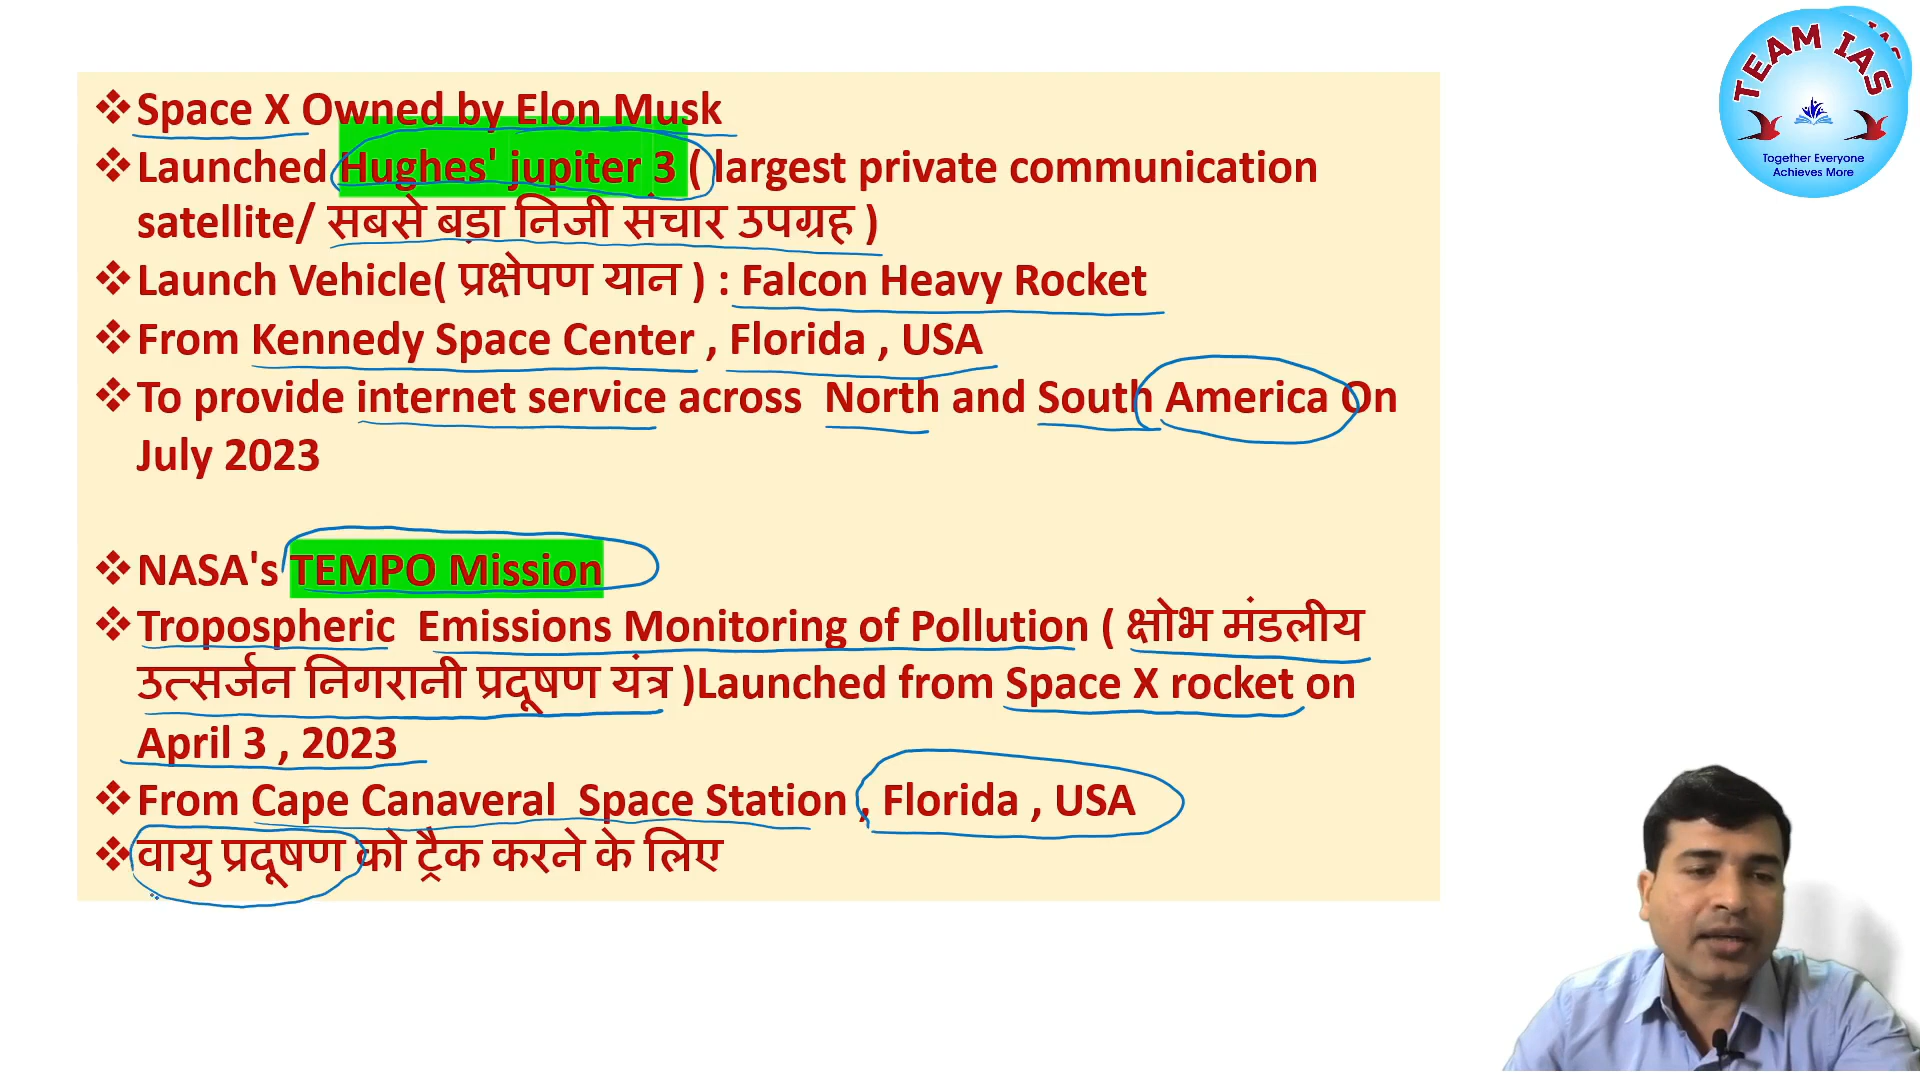 TEAM IAS
Together Everyone
Achieves More
❖Space X Owned by Elon Musk
❖Launched Hughes' jupiter 3 ( largest private communication
satellite/ सबसे बड़ा निजी संचार उपग्रह )
❖Launch Vehicle( प्रक्षेपण यान ) : Falcon Heavy Rocket
❖From Kennedy Space Center , Florida , USA
❖To provide internet service across North and South America On
July 2023
❖NASA's TEMPO Mission
❖Tropospheric Emissions Monitoring of Pollution ( क्षोभ मंडलीय
उत्सर्जन निगरानी प्रदूषण यंत्र )Launched from Space X rocket on
April 3 , 2023
❖From Cape Canaveral Space Station , Florida , USA
❖वायु प्रदूषण को ट्रैक करने के लिए